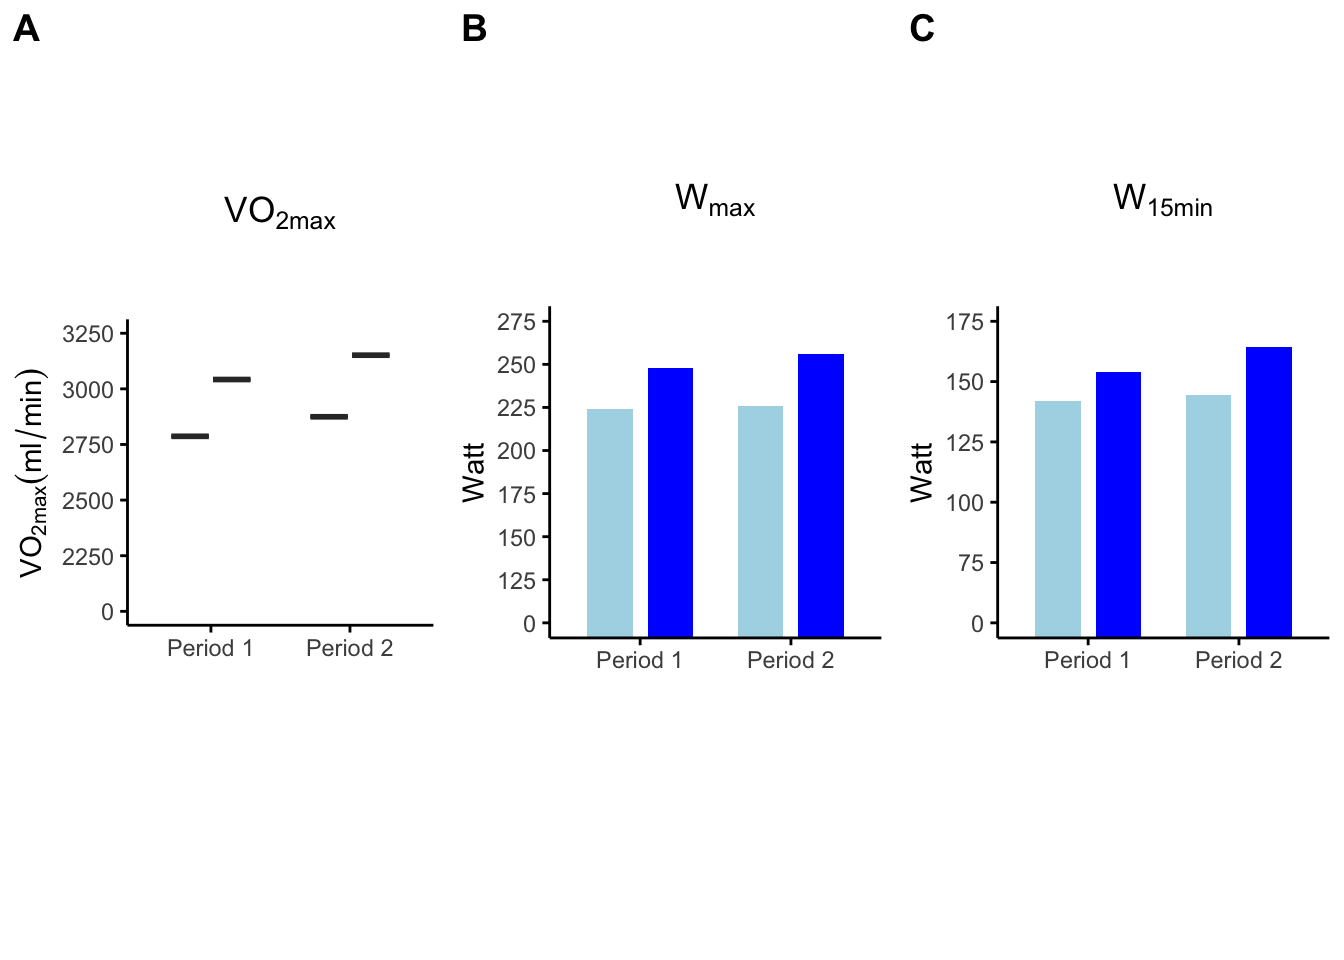 A
VO2max
VO2max(ml/min)
3250
3000
2750
2500
2250
0
Period 1
Period 2
B
Wmax
Watt
275
250
225
200
175
150
125
0
Period 1
Period 2
C
W15min
Watt
175
150
125
100
75
0
Period 1
Period 2